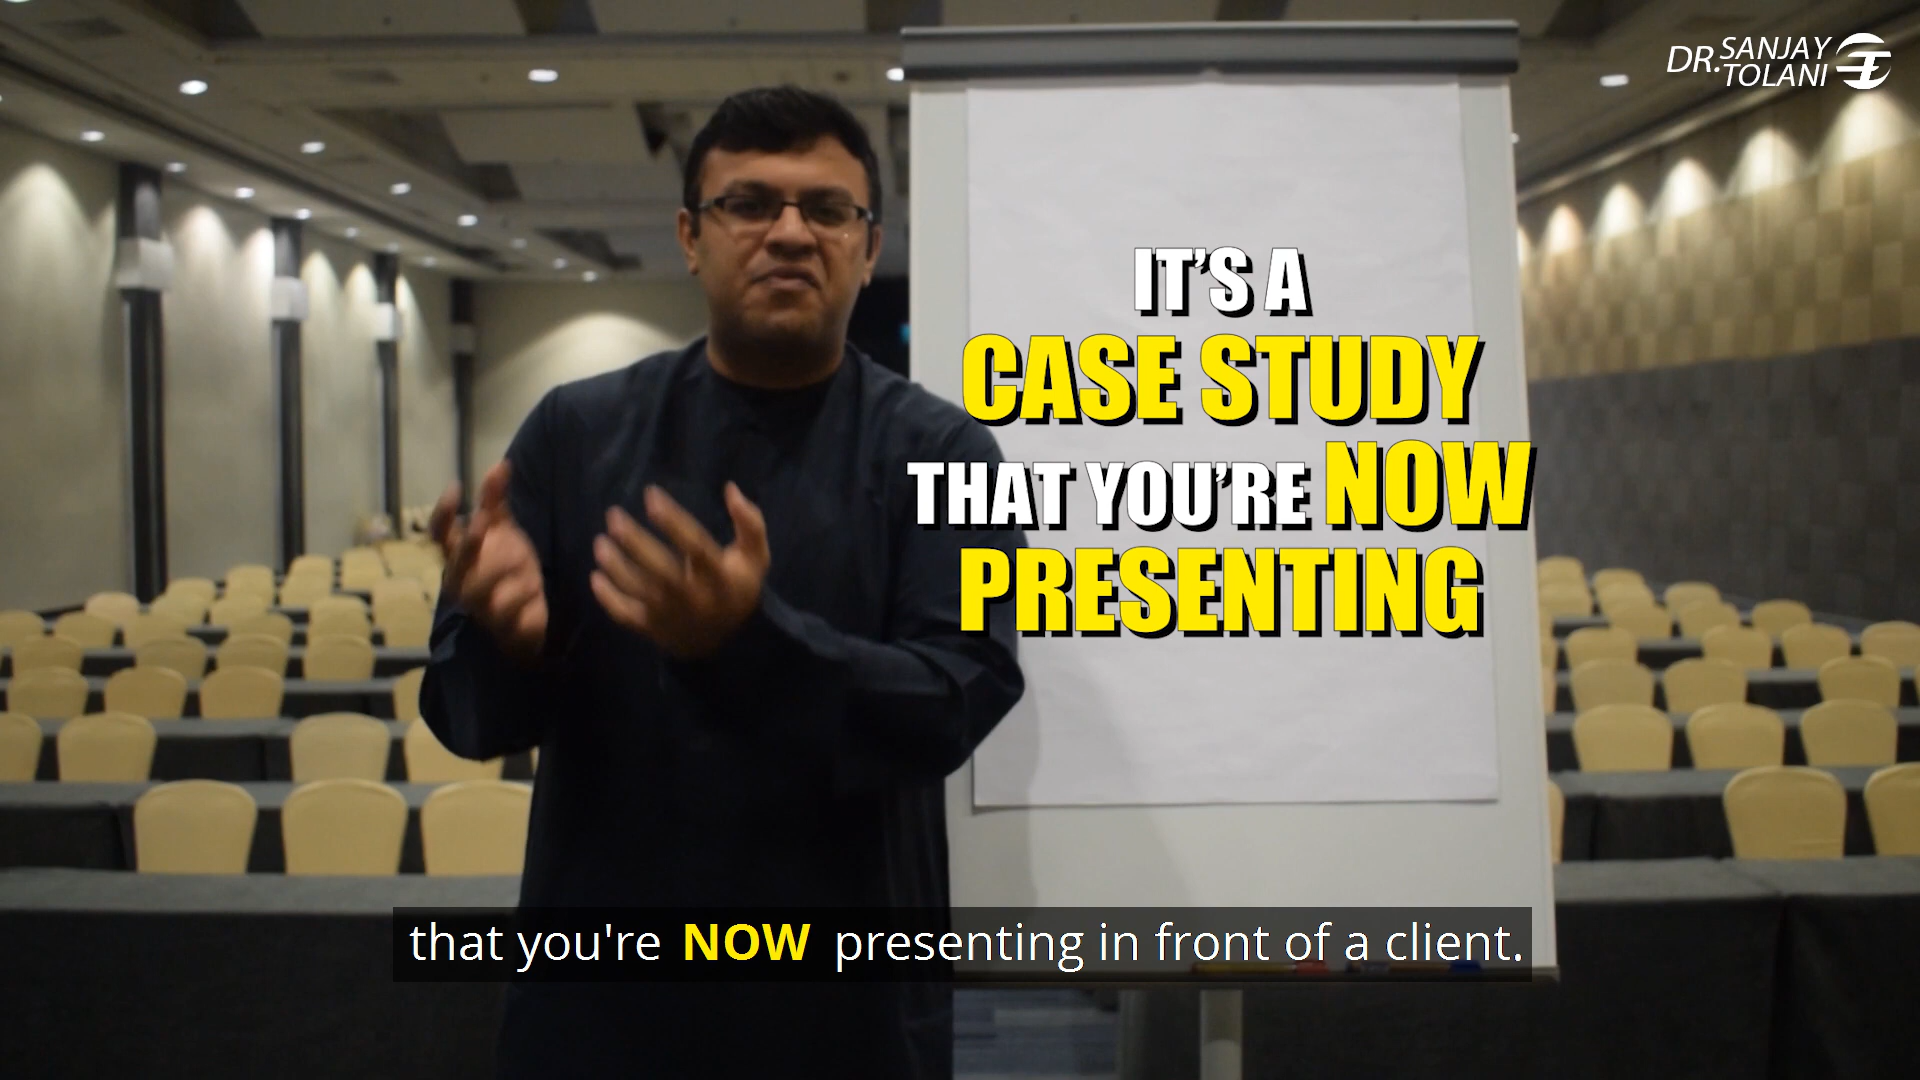 DR. SANJAY
TOLANI
IT'S A
CASE STUDY
THAT YOU'RE NOW
PRESENTING
that you're NOW presenting in front of a client.